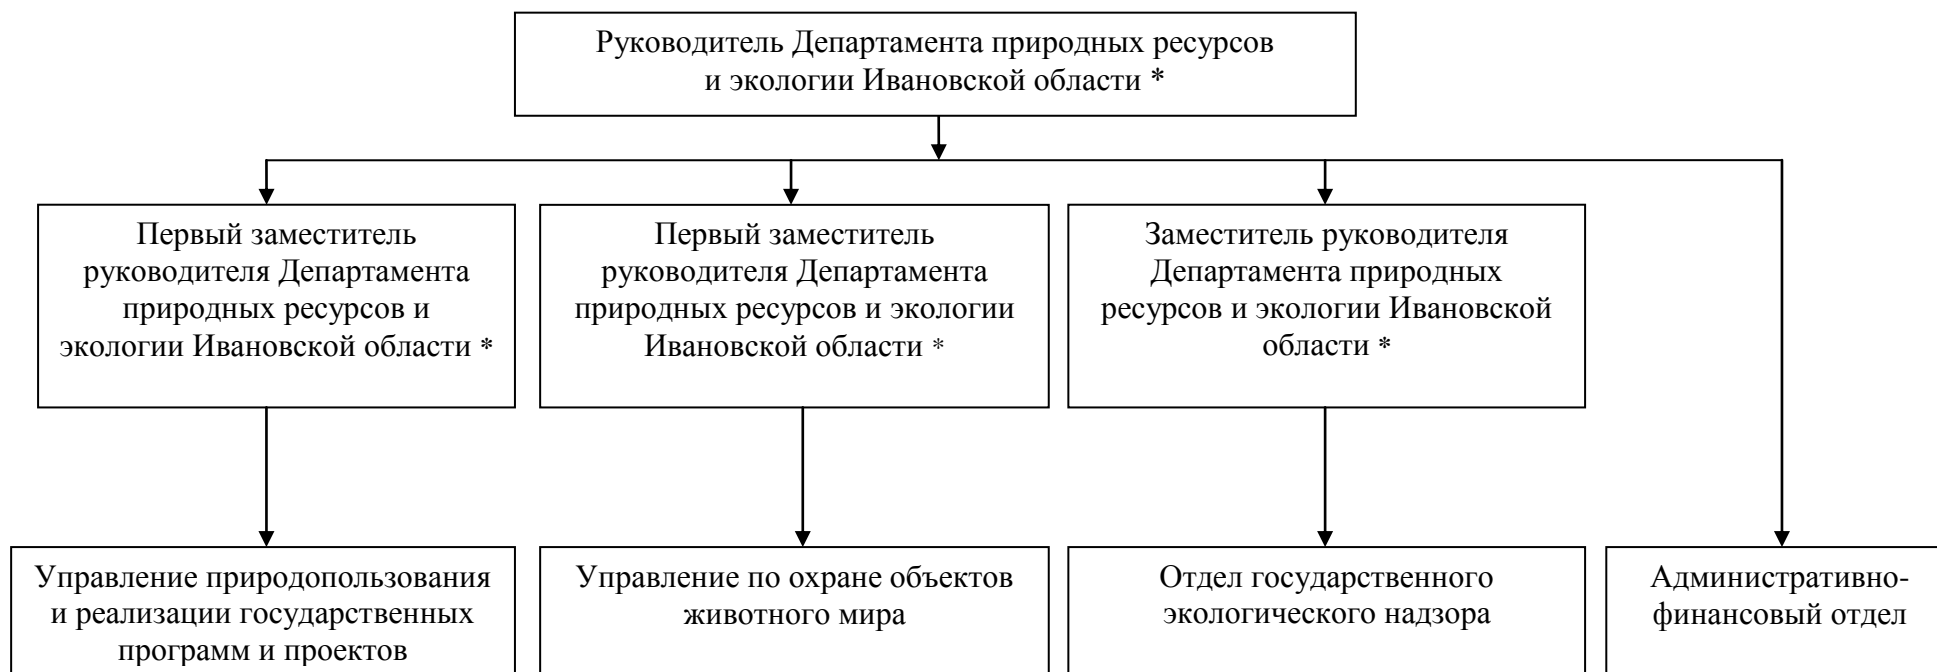 Руководитель Департамента природных ресурсов
и экологии Ивановской области *
Первый заместитель
руководителя Департамента
природных ресурсов и
экологии Ивановской области *
Первый заместитель
руководителя Департамента
природных ресурсов и экологии
Ивановской области *
Заместитель руководителя
Департамента природных
ресурсов и экологии Ивановской
области *
Управление природопользования
и реализации государственных
программ и проектов
Управление по охране объектов
животного мира
Отдел государственного
экологического надзора
Административно-
финансовый отдел